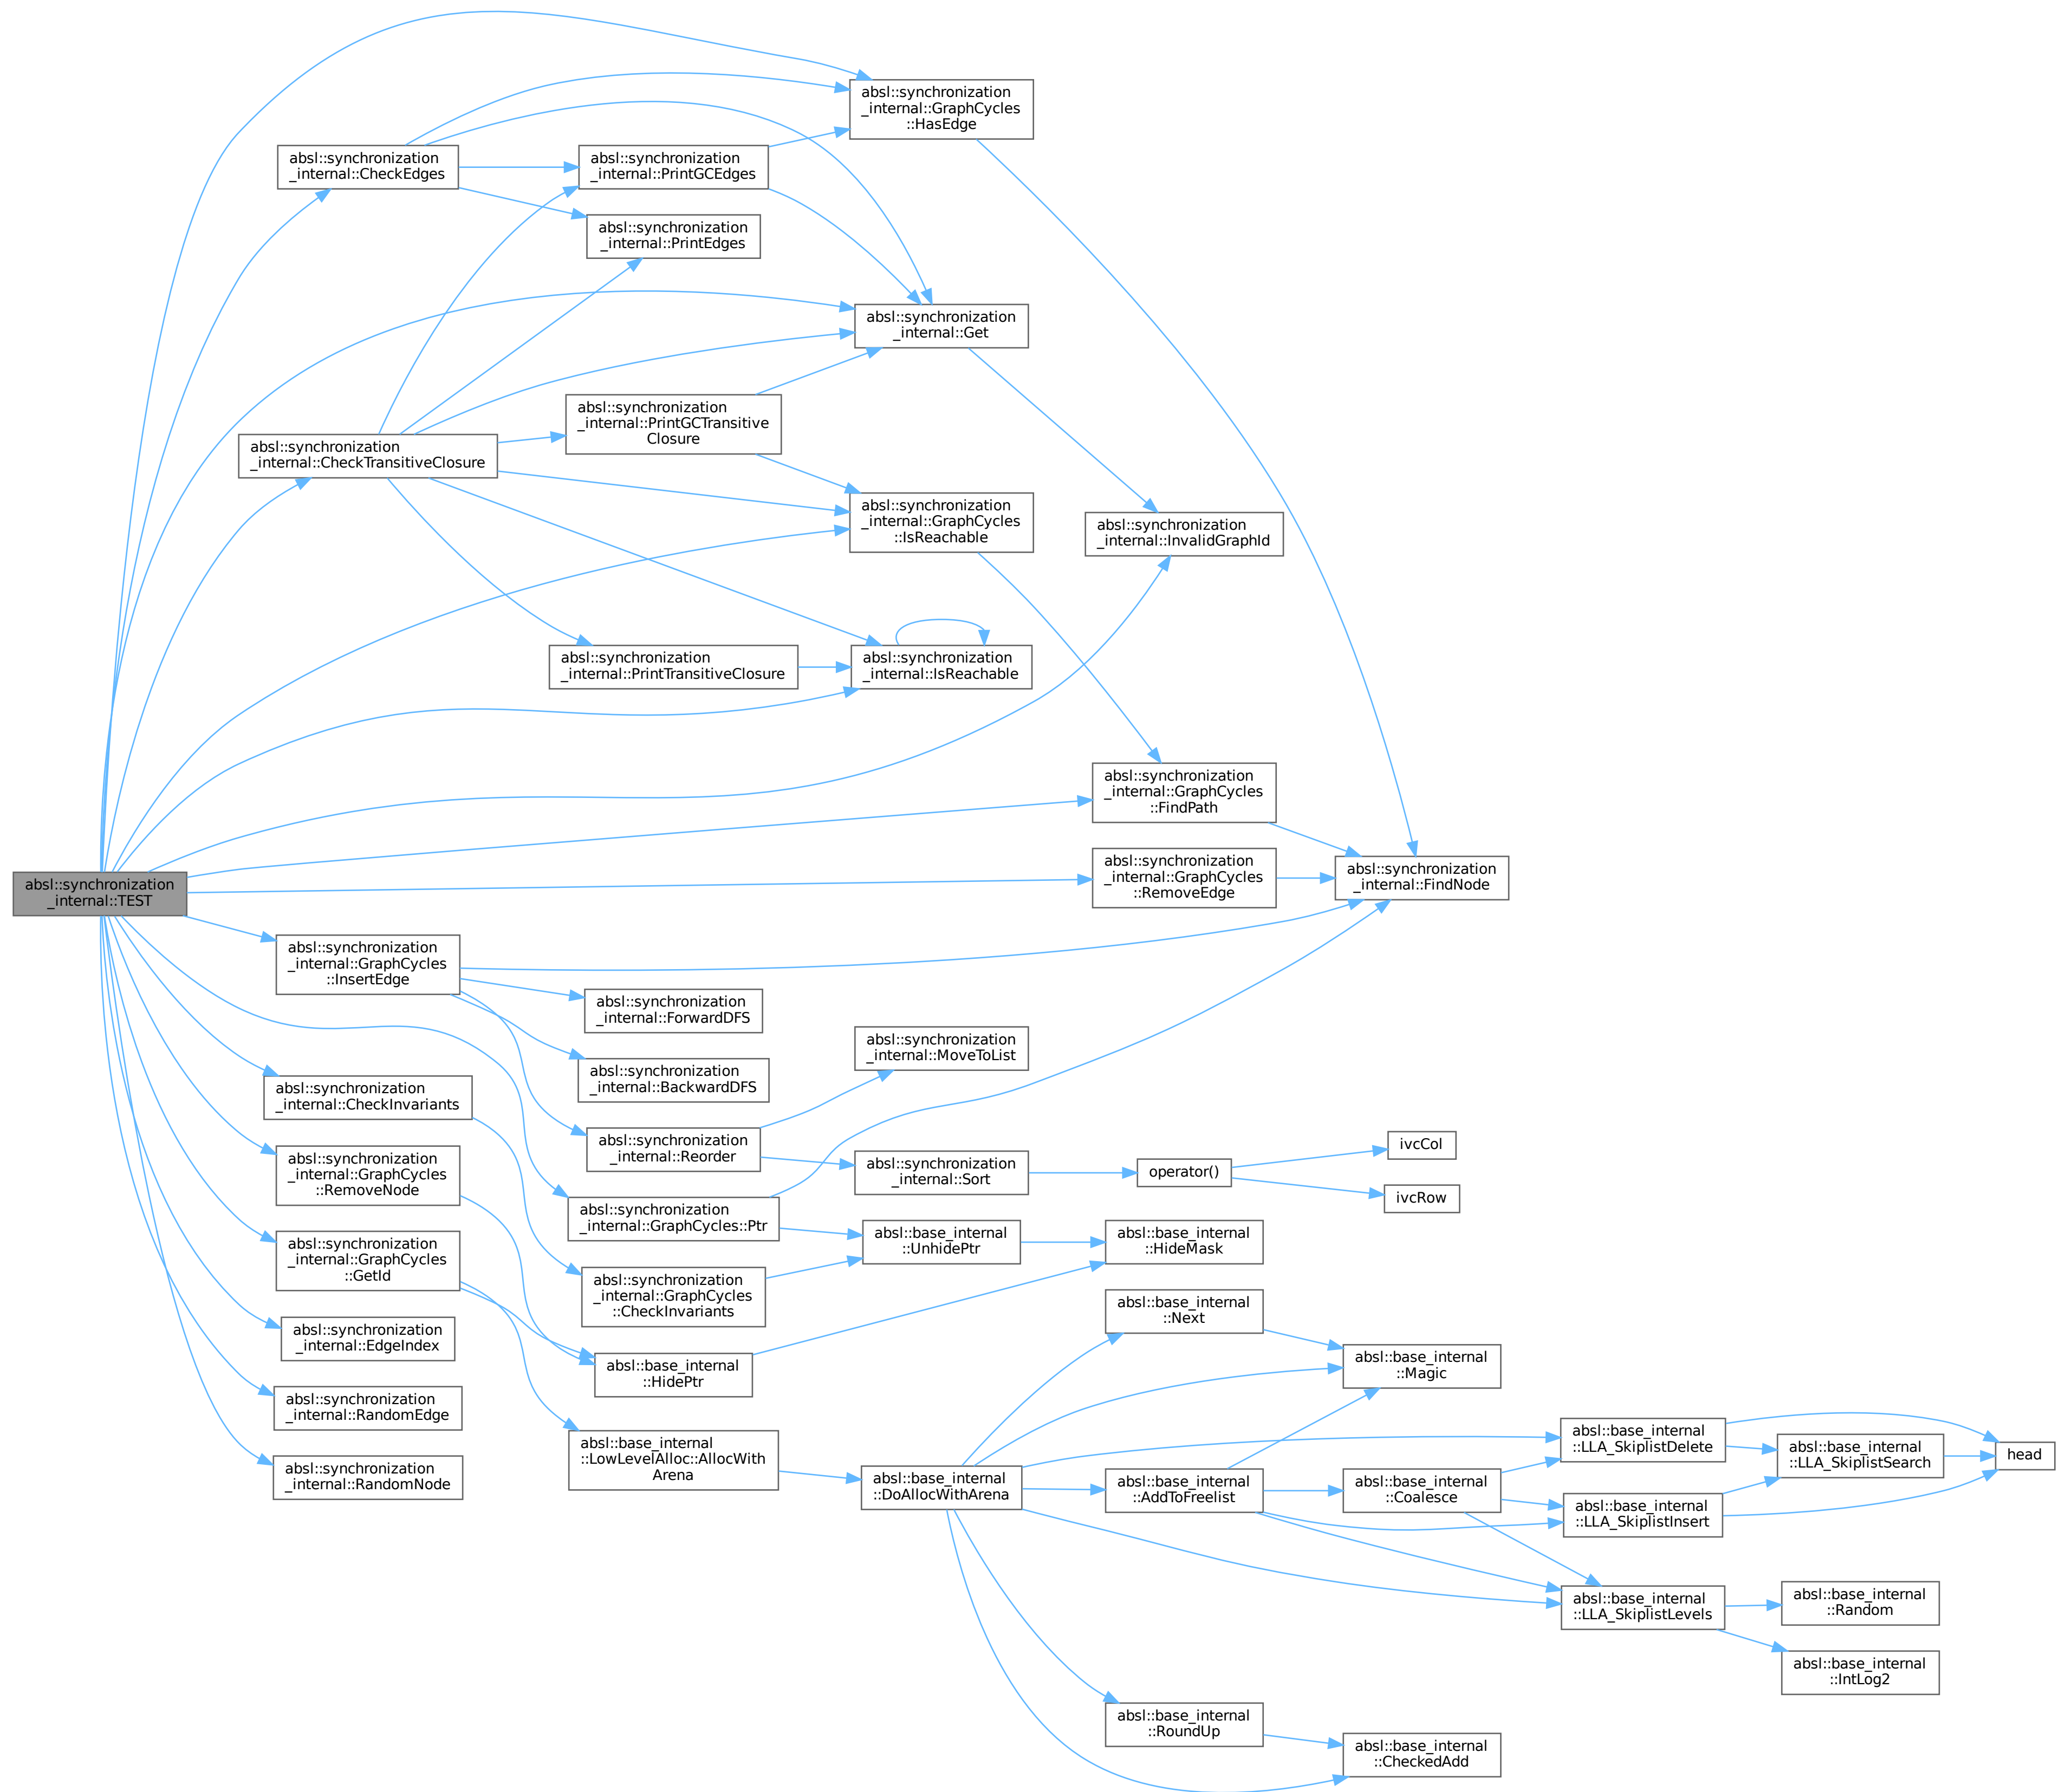 absl::synchronization
_internal::TEST
absl::synchronization
_internal::CheckEdges
absl::synchronization
_internal::GraphCycles
::HasEdge
absl::synchronization
_internal::PrintGCEdges
absl::synchronization
_internal::PrintEdges
absl::synchronization
_internal::Get
absl::synchronization
_internal::CheckTransitiveClosure
absl::synchronization
_internal::PrintGCTransitive
Closure
absl::synchronization
_internal::GraphCycles
::IsReachable
absl::synchronization
_internal::InvalidGraphId
absl::synchronization
_internal::PrintTransitiveClosure
absl::synchronization
_internal::IsReachable
absl::synchronization
_internal::GraphCycles
::FindPath
absl::synchronization
_internal::GraphCycles
::RemoveEdge
absl::synchronization
_internal::FindNode
absl::synchronization
_internal::GraphCycles
::InsertEdge
absl::synchronization
_internal::ForwardDFS
absl::synchronization
_internal::BackwardDFS
absl::synchronization
_internal::MoveToList
absl::synchronization
_internal::CheckInvariants
absl::synchronization
_internal::Reorder
absl::synchronization
_internal::Sort
operator()
ivcCol
ivcRow
absl::synchronization
_internal::GraphCycles
::RemoveNode
absl::synchronization
_internal::GraphCycles::Ptr
absl::base_internal
::UnhidePtr
absl::base_internal
::HideMask
absl::synchronization
_internal::GraphCycles
::GetId
absl::synchronization
_internal::GraphCycles
::CheckInvariants
absl::synchronization
_internal::EdgeIndex
absl::base_internal
::HidePtr
absl::base_internal
::Next
absl::base_internal
::Magic
absl::synchronization
_internal::RandomEdge
absl::synchronization
_internal::RandomNode
absl::base_internal
::LowLevelAlloc::AllocWith
Arena
absl::base_internal
::DoAllocWithArena
absl::base_internal
::AddToFreelist
absl::base_internal
::Coalesce
absl::base_internal
::LLA_SkiplistDelete
absl::base_internal
::LLA_SkiplistSearch
head
absl::base_internal
::LLA_SkiplistInsert
absl::base_internal
::LLA_SkiplistLevels
absl::base_internal
::Random
absl::base_internal
::IntLog2
absl::base_internal
::RoundUp
absl::base_internal
::CheckedAdd